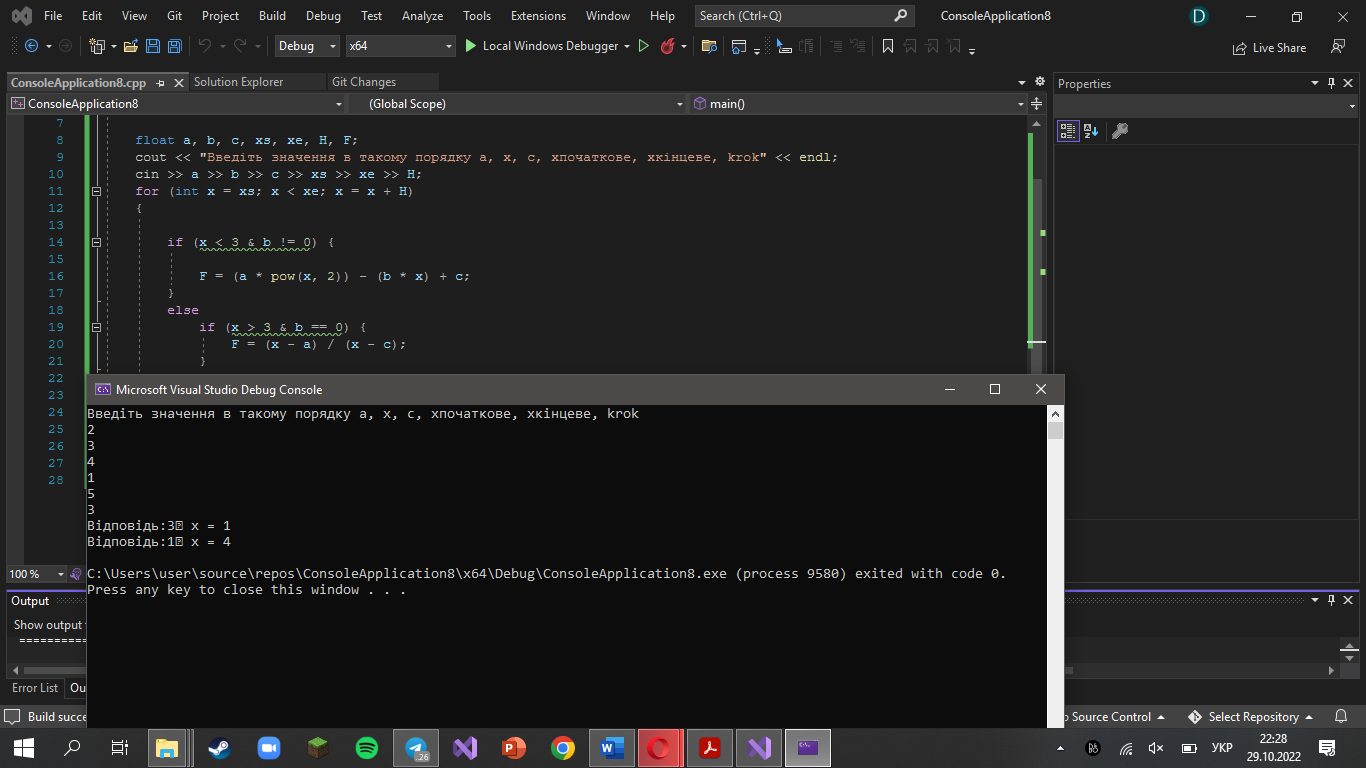 File Edit View Git Project Build Debug Test Analyze Tools Extensions Window Help Search (Ctrl+Q) ConsoleApplication8 D
Debug x64 Local Windows Debugger Live Share
ConsoleApplication8.cpp Solution Explorer Git Changes Properties
ConsoleApplication8 (Global Scope) main()
7
8 float a, b, c, xs, xe, H, F;
9 cout << "Введіть значення в такому порядку a, x, c, xпочаткове, xкінцеве, krok" << endl;
10 cin >> a >> b >> c >> xs >> xe >> H;
11 for (int x = xs; x < xe; x = x + H)
12 {
13
14 if (x < 3 & b != 0) {
15
16 F = (a * pow(x, 2)) - (b * x) + c;
17 }
18 else
19 if (x > 3 & b == 0) {
20 F = (x - a) / (x - c);
21 }
22
23
24
25
26
27
28
Microsoft Visual Studio Debug Console
Введіть значення в такому порядку a, x, c, xпочаткове, xкінцеве, krok
2
3
4
1
5
3
Відповідь:3 x = 1
Відповідь:1 x = 4
C:\Users\user\source\repos\ConsoleApplication8\x64\Debug\ConsoleApplication8.exe (process 9580) exited with code 0.
Press any key to close this window . . .
100 %
Output
Show output
Error List Ou
Build succe Source Control Select Repository
26 УКР 22:28
29.10.2022